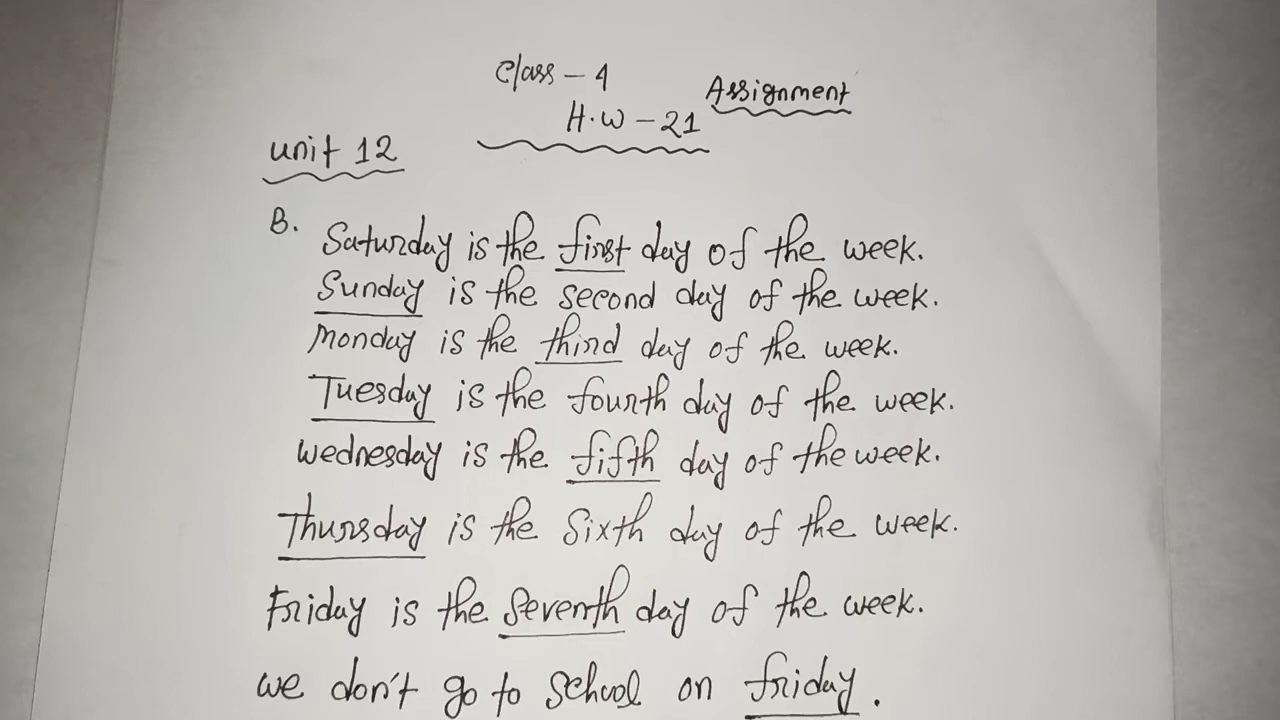 Class - 4
Assignment
H.W - 21
unit 12
B.
Saturday is the first day of the week.
Sunday is the second day of the week.
Monday is the third day of the week.
Tuesday is the fourth day of the week.
Wednesday is the fifth day of the week.
Thursday is the Sixth day of the week.
Friday is the Seventh day of the week.
we don't go to School on friday.